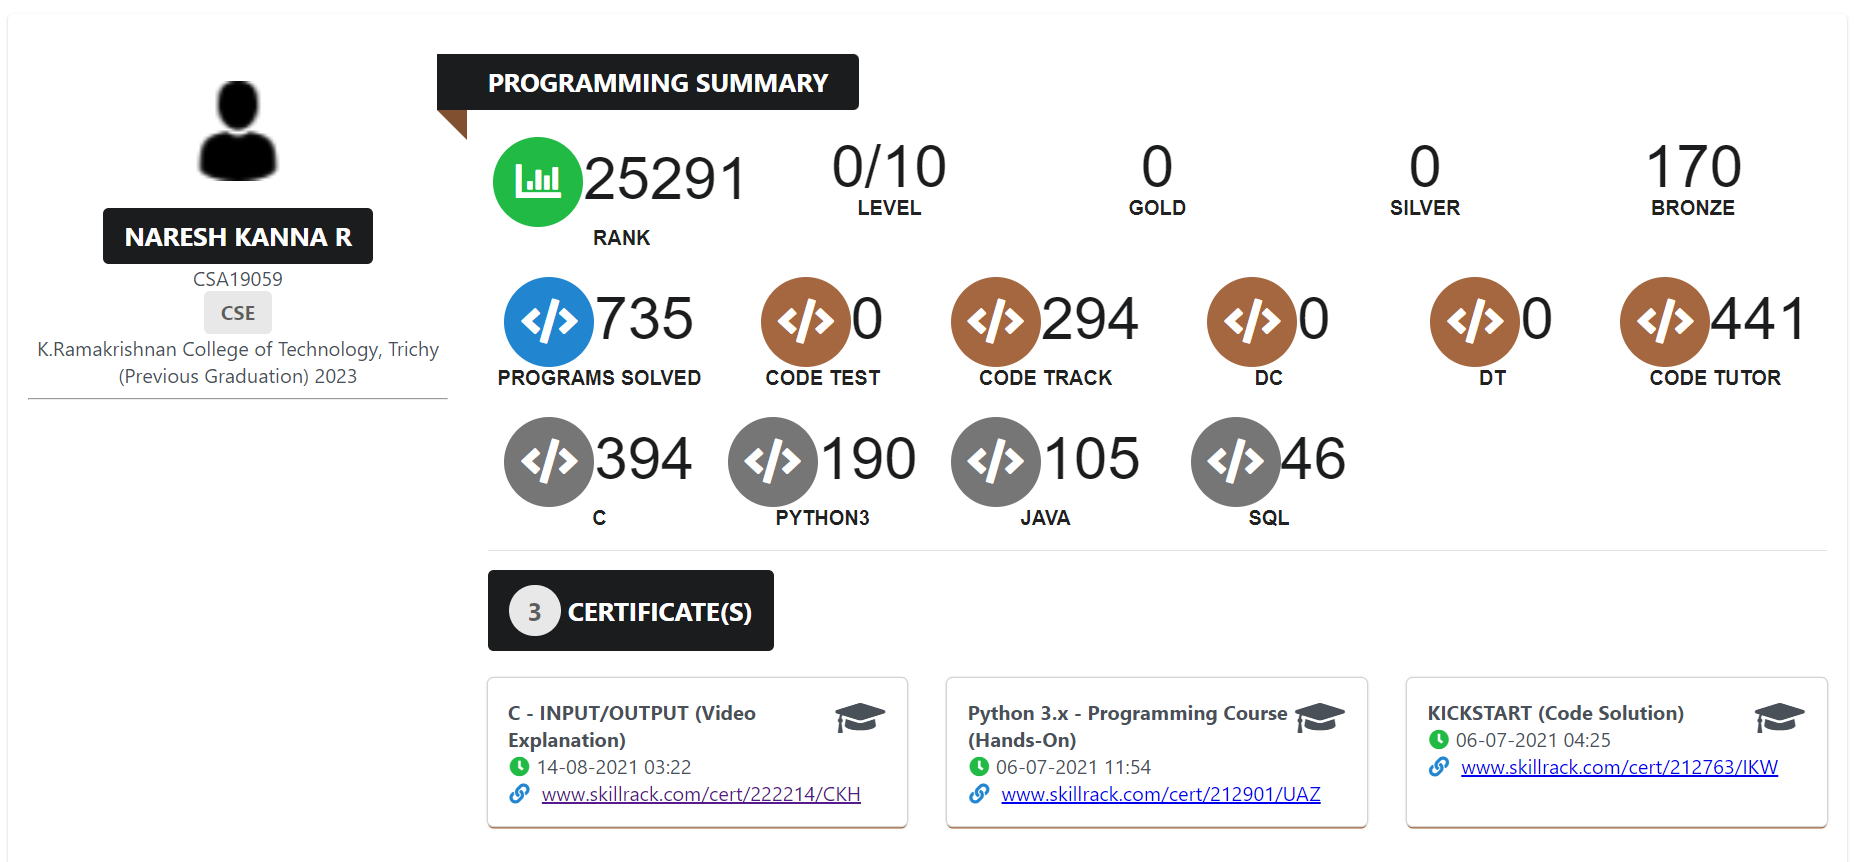 NARESH KANNA R
CSA19059
CSE
K.Ramakrishnan College of Technology, Trichy
(Previous Graduation) 2023
PROGRAMMING SUMMARY
25291
RANK
0/10
LEVEL
0
GOLD
0
SILVER
170
BRONZE
735
PROGRAMS SOLVED
0
CODE TEST
294
CODE TRACK
0
DC
0
DT
441
CODE TUTOR
394
C
190
PYTHON3
105
JAVA
46
SQL
3 CERTIFICATE(S)
C - INPUT/OUTPUT (Video
Explanation)
14-08-2021 03:22
www.skillrack.com/cert/222214/CKH
Python 3.x - Programming Course
(Hands-On)
06-07-2021 11:54
www.skillrack.com/cert/212901/UAZ
KICKSTART (Code Solution)
06-07-2021 04:25
www.skillrack.com/cert/212763/IKW